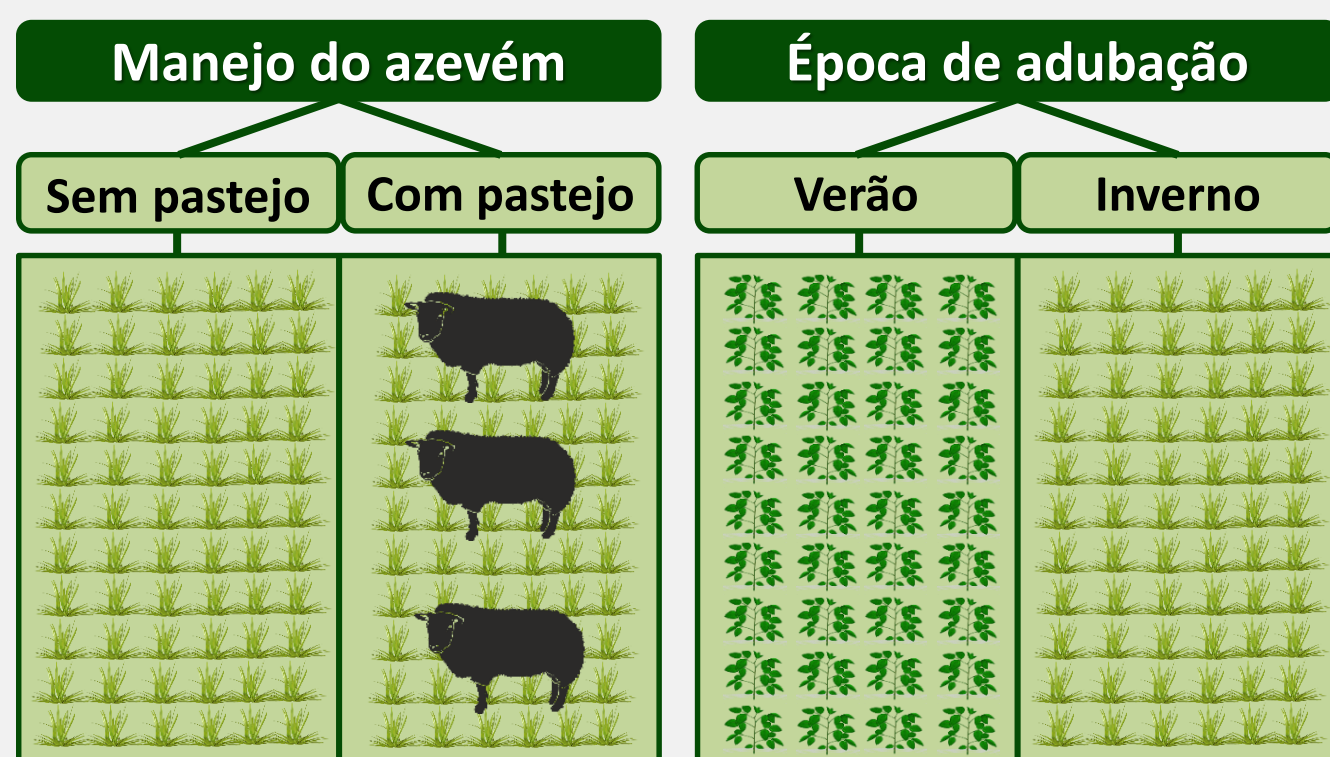 Manejo do azevém
Época de adubação
Sem pastejo
Com pastejo
Verão
Inverno